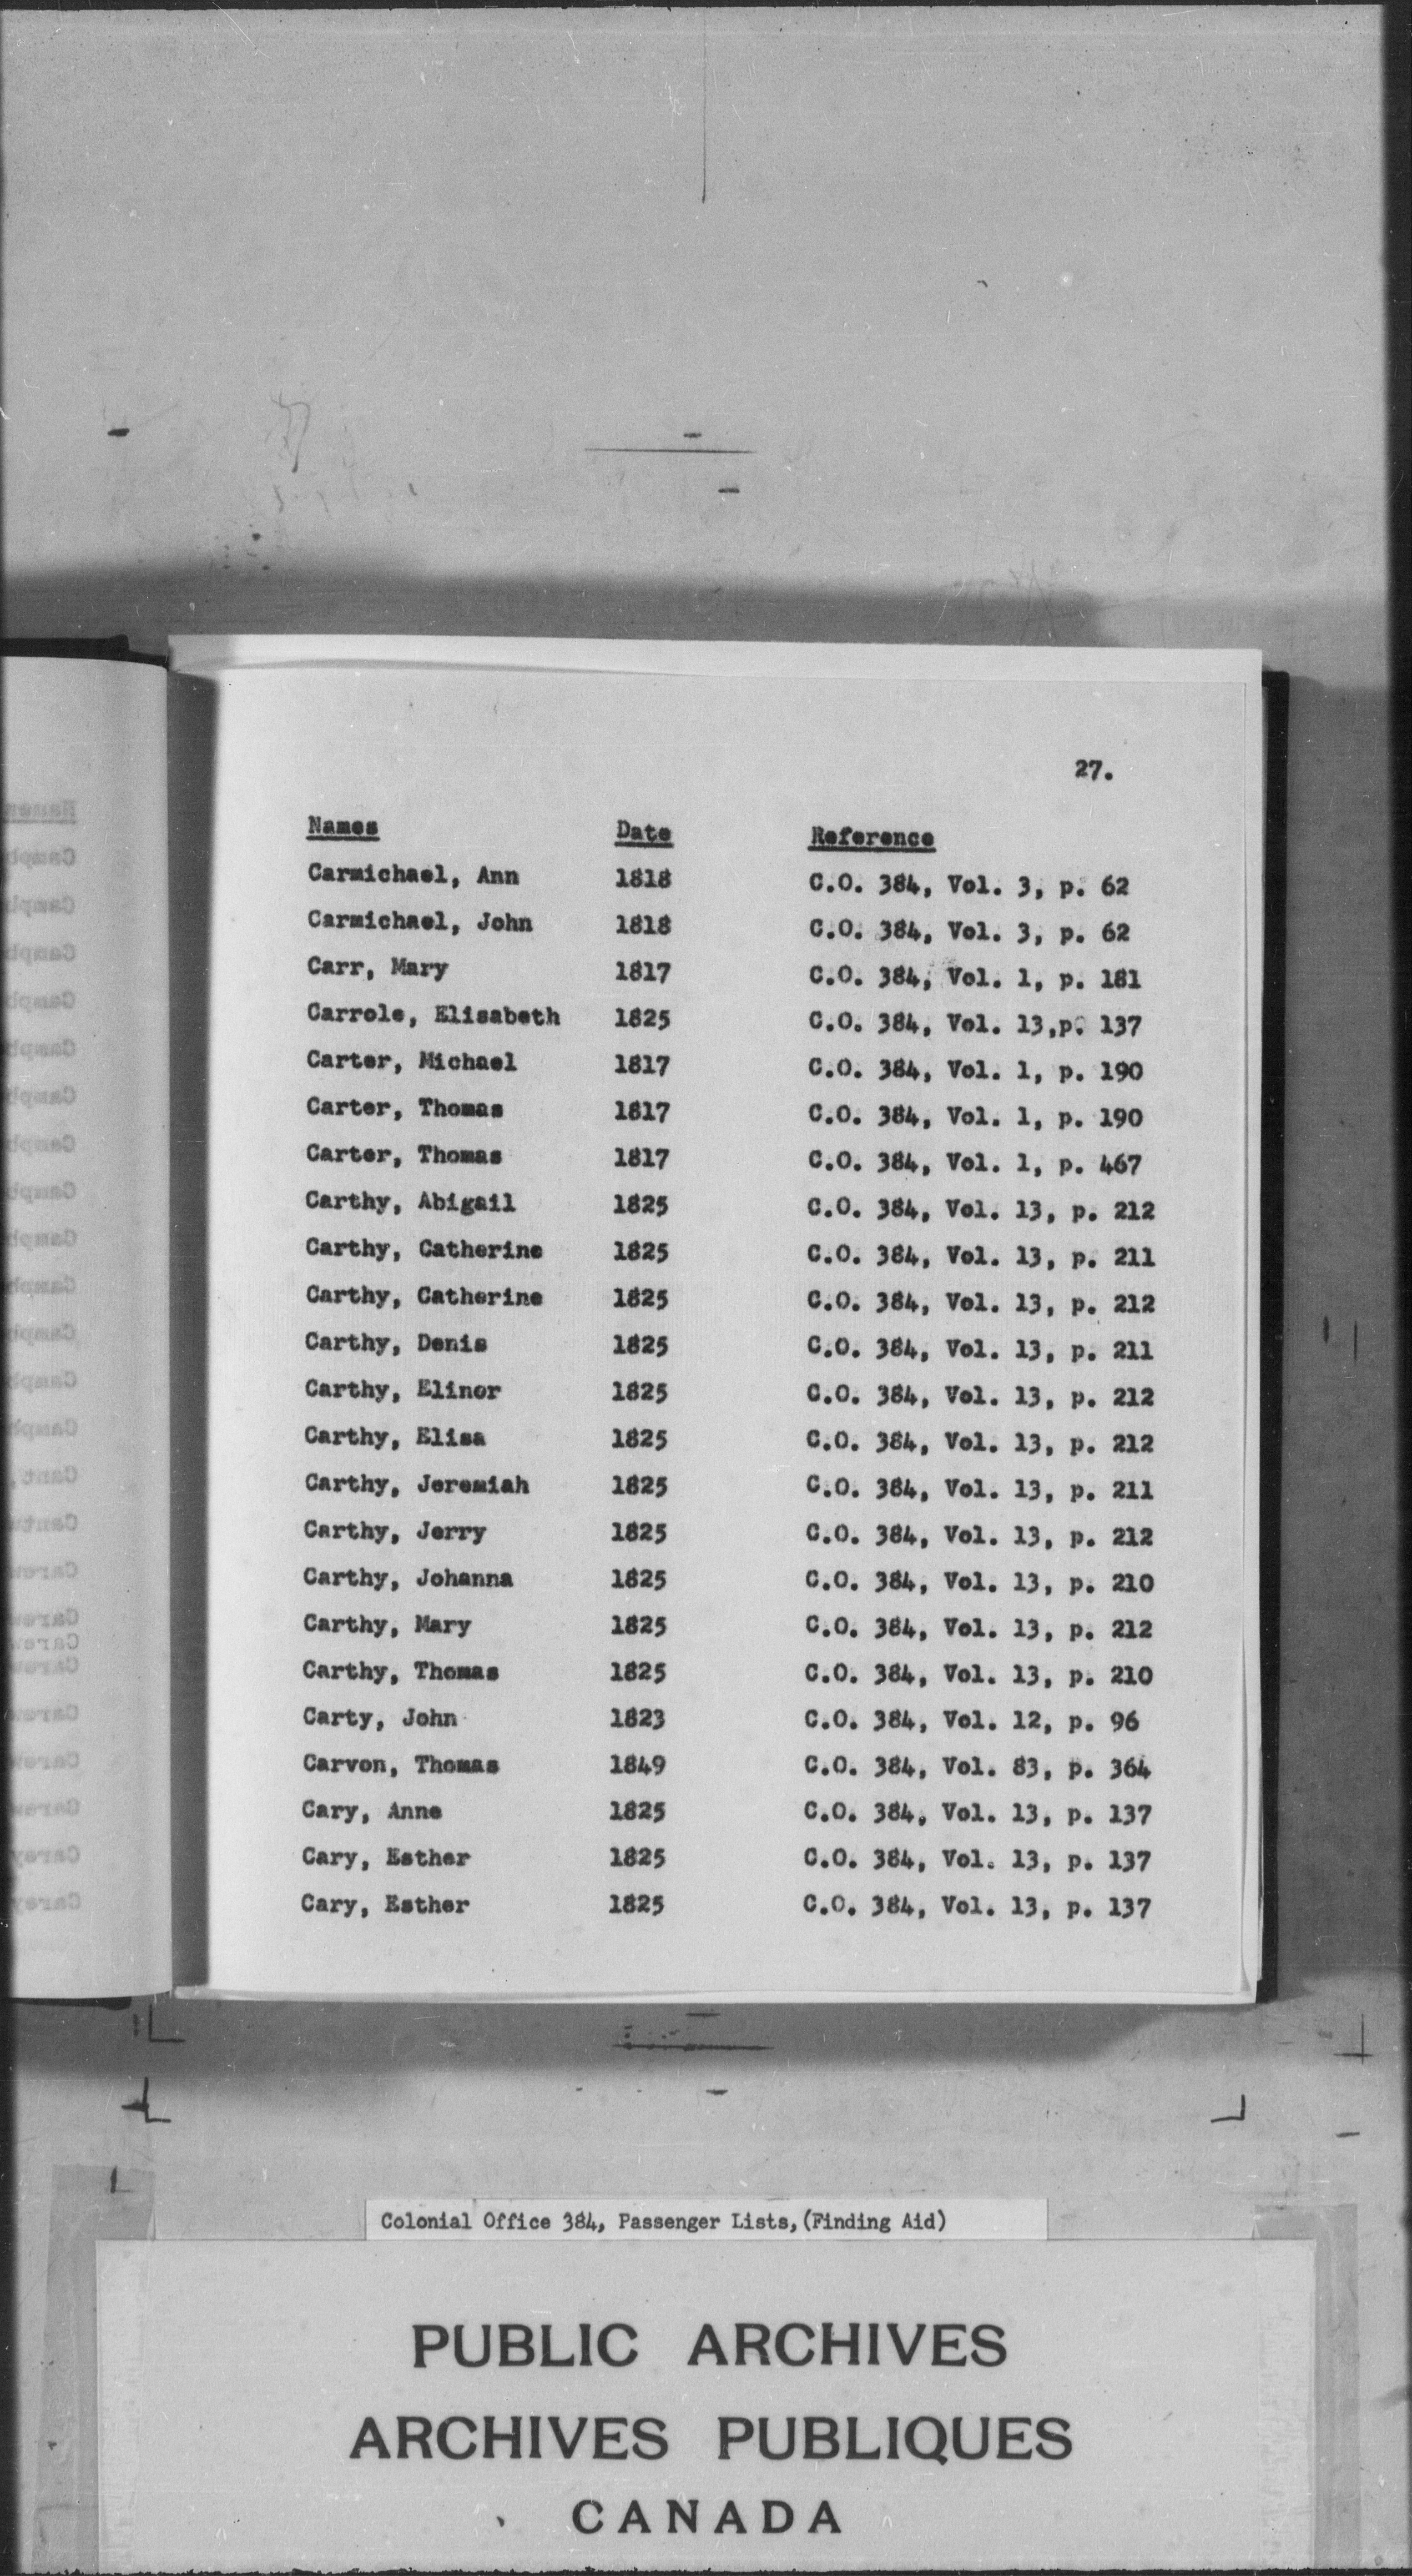 27.
Names Date Reference
Carmichael, Ann 1818 C.O. 384, Vol. 3, p. 62
Carmichael, John 1818 C.O. 384, Vol. 3, p. 62
Carr, Mary 1817 C.O. 384, Vol. 1, p. 181
Carrole, Elisabeth 1825 C.O. 384, Vol. 13,p. 137
Carter, Michael 1817 C.O. 384, Vol. 1, p. 190
Carter, Thomas 1817 C.O. 384, Vol. 1, p. 190
Carter, Thomas 1817 C.O. 384, Vol. 1, p. 467
Carthy, Abigail 1825 C.O. 384, Vol. 13, p. 212
Carthy, Catherine 1825 C.O. 384, Vol. 13, p. 211
Carthy, Catherine 1825 C.O. 384, Vol. 13, p. 212
Carthy, Denis 1825 C.O. 384, Vol. 13, p. 211
Carthy, Elinor 1825 C.O. 384, Vol. 13, p. 212
Carthy, Elisa 1825 C.O. 384, Vol. 13, p. 212
Carthy, Jeremiah 1825 C.O. 384, Vol. 13, p. 211
Carthy, Jerry 1825 C.O. 384, Vol. 13, p. 212
Carthy, Johanna 1825 C.O. 384, Vol. 13, p. 210
Carthy, Mary 1825 C.O. 384, Vol. 13, p. 212
Carthy, Thomas 1825 C.O. 384, Vol. 13, p. 210
Carty, John 1823 C.O. 384, Vol. 12, p. 96
Carvon, Thomas 1849 C.O. 384, Vol. 83, p. 364
Cary, Anne 1825 C.O. 384, Vol. 13, p. 137
Cary, Esther 1825 C.O. 384, Vol. 13, p. 137
Cary, Esther 1825 C.O. 384, Vol. 13, p. 137
Colonial Office 384, Passenger Lists,(Finding Aid)
PUBLIC ARCHIVES
ARCHIVES PUBLIQUES
CANADA